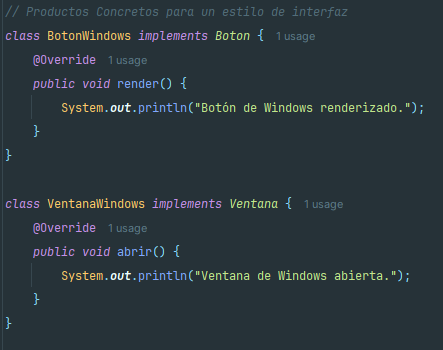 // Productos Concretos para un estilo de interfaz
class BotonWindows implements Boton { 1 usage
@Override 1 usage
public void render() {
System.out.println("Botón de Windows renderizado.");
}
}
class VentanaWindows implements Ventana { 1 usage
@Override 1 usage
public void abrir() {
System.out.println("Ventana de Windows abierta.");
}
}